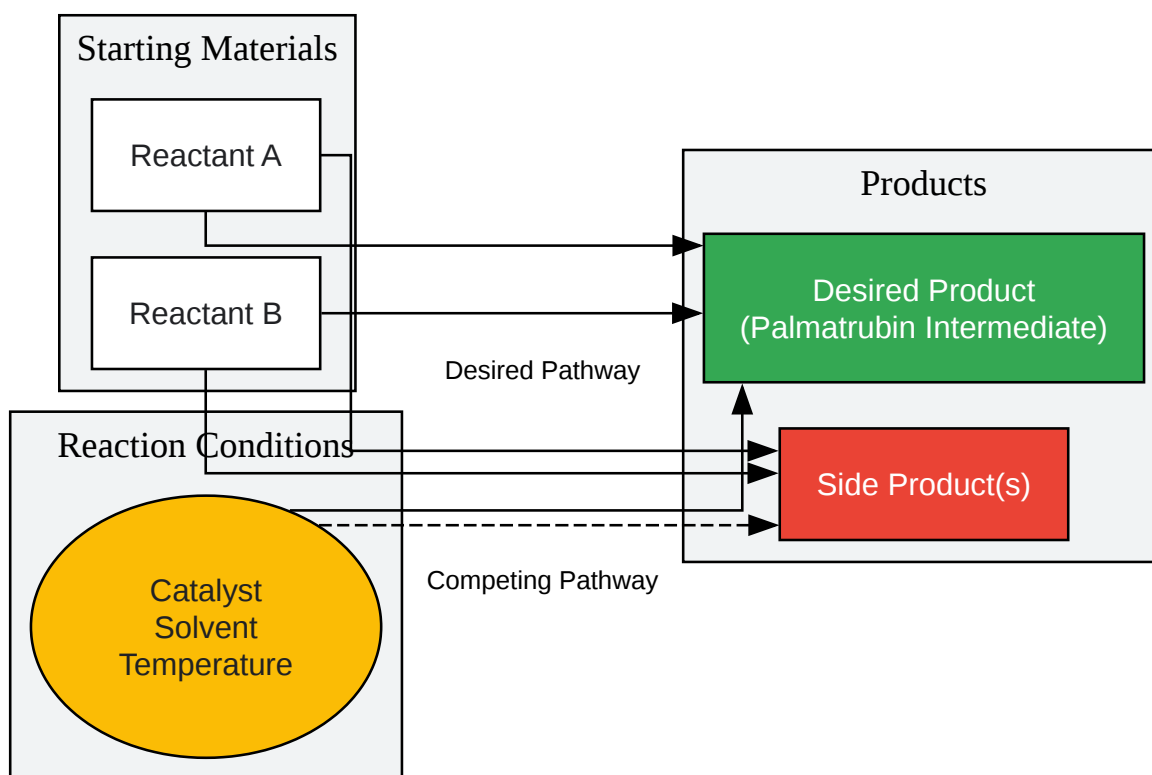 Starting Materials
Reactant A
Reactant B
Products
Desired Product
(Palmatrubin Intermediate)
Desired Pathway
Reaction Conditions
Side Product(s)
Competing Pathway
Catalyst
Solvent
Temperature